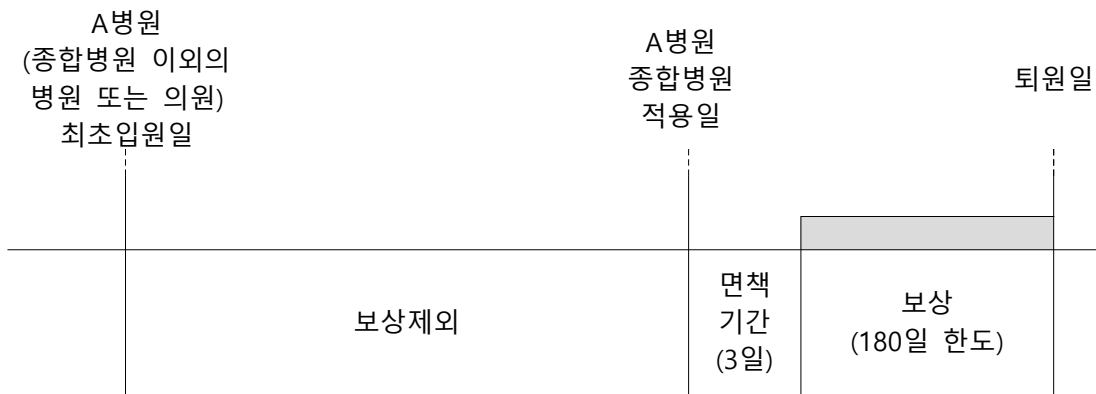 A병원
(종합병원 이외의
병원 또는 의원)
최초입원일
A병원
종합병원
적용일
퇴원일
보상제외
면책
기간
(3일)
보상
(180일 한도)